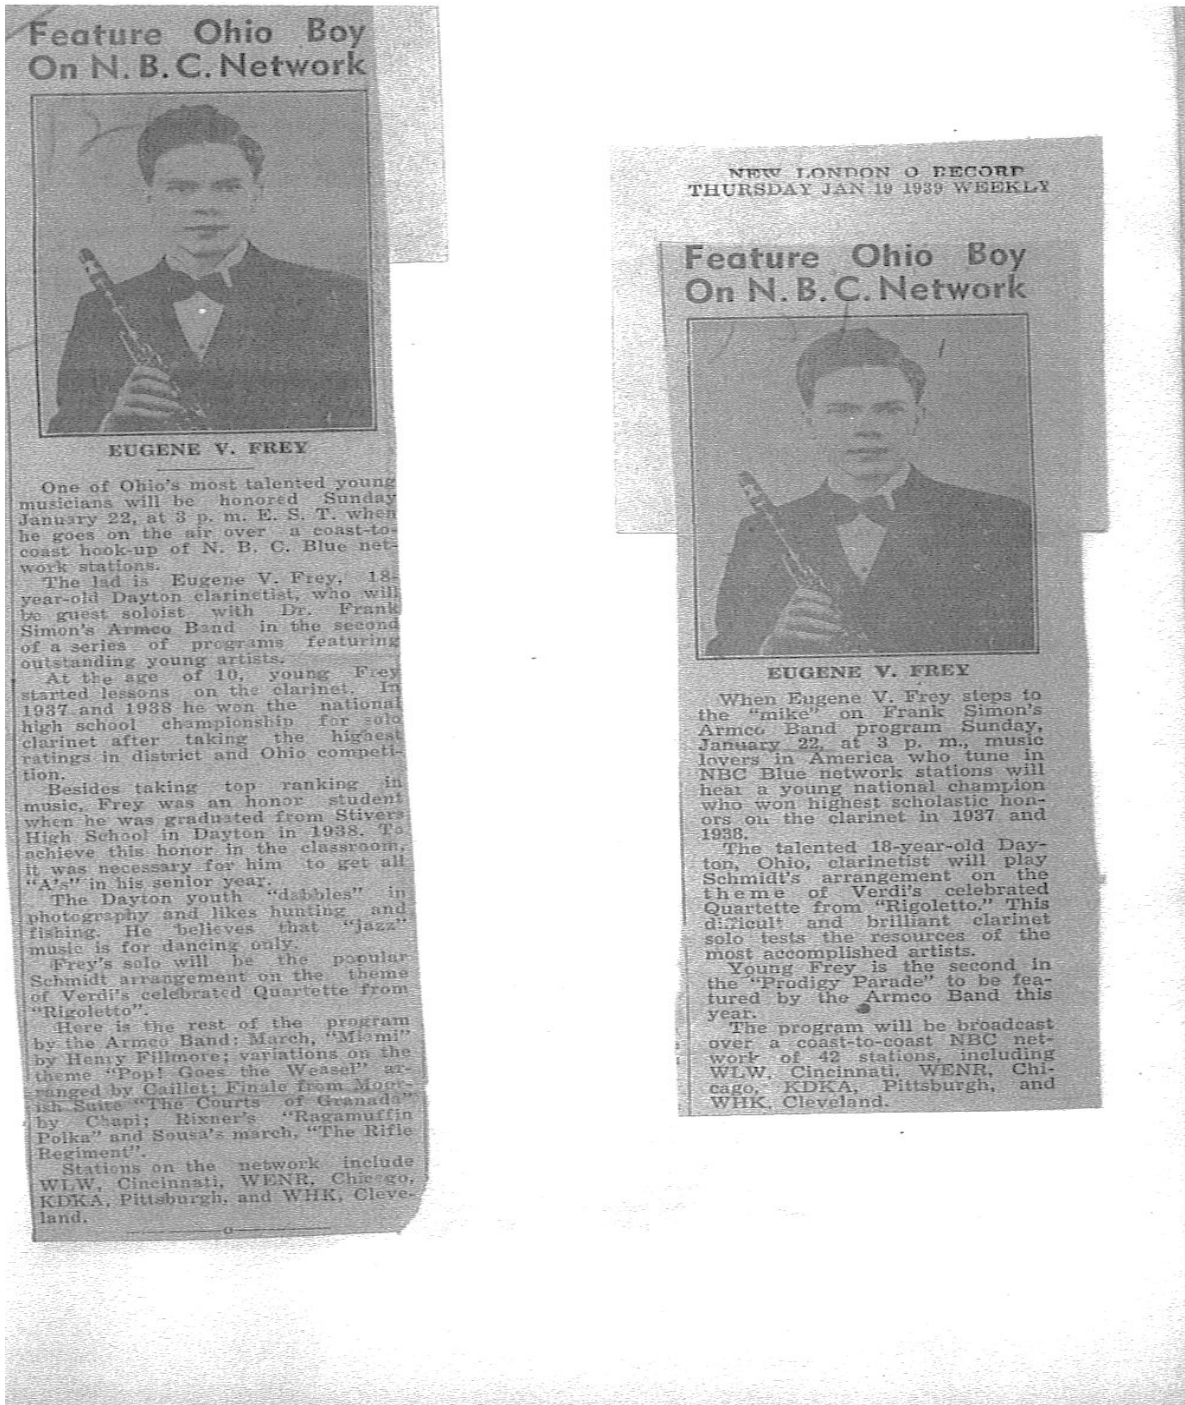 Feature Ohio Boy
On N. B. C. Network
EUGENE V. FREY
One of Ohio's most talented young
musicians will be honored Sunday
January 22, at 3 p. m. E. S. T. when
he goes on the air over a coast-to-
coast hook-up of N. B. C. Blue net-
work stations.
The lad is Eugene V. Frey, 18-
year-old Dayton clarinetist, who will
be guest soloist with Dr. Frank
Simon's Armco Band in the second
of a series of programs featuring
outstanding young artists.
At the age of 10, young Frey
started lessons on the clarinet. In
1937 and 1938 he won the national
high school championship for solo
clarinet after taking the highest
ratings in district and Ohio competi-
tion.
Besides taking top ranking in
music, Frey was an honor student
when he was graduated from Stivers
High School in Dayton in 1938. To
achieve this honor in the classroom,
it was necessary for him to get all
"A's" in his senior year.
The Dayton youth "dabbles" in
photography and likes hunting and
fishing. He believes that "jazz"
music is for dancing only.
Frey's solo will be the popular
Schmidt arrangement on the theme
of Verdi's celebrated Quartette from
"Rigoletto".
Here is the rest of the program
by the Armco Band: March, "Miami"
by Henry Fillmore; variations on the
theme "Pop! Goes the Weasel" ar-
ranged by Caillet; Finale from Moor-
ish Suite "The Courts of Granada"
by Chapi; Rixner's "Ragamuffin
Polka" and Sousa's march, "The Rifle
Regiment".
Stations on the network include
WLW, Cincinnati, WENR, Chicago,
KDKA, Pittsburgh, and WHK, Cleve-
land.
NEW LONDON O RECORD
THURSDAY JAN 19 1939 WEEKLY
Feature Ohio Boy
On N. B. C. Network
EUGENE V. FREY
When Eugene V. Frey steps to
the "mike" on Frank Simon's
Armco Band program Sunday,
January 22, at 3 p. m., music
lovers in America who tune in
NBC Blue network stations will
hear a young national champion
who won highest scholastic hon-
ors on the clarinet in 1937 and
1938.
The talented 18-year-old Day-
ton, Ohio, clarinetist will play
Schmidt's arrangement on the
theme of Verdi's celebrated
Quartette from "Rigoletto." This
difficult and brilliant clarinet
solo tests the resources of the
most accomplished artists.
Young Frey is the second in
the "Prodigy Parade" to be fea-
tured by the Armco Band this
year.
The program will be broadcast
over a coast-to-coast NBC net-
work of 42 stations, including
WLW, Cincinnati, WENR, Chi-
cago, KDKA, Pittsburgh, and
WHK, Cleveland.